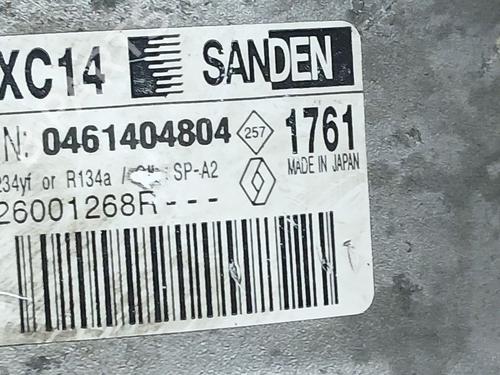 XC14 SANDEN
N: 0461404804 257 1761
234yf or R134a / SP-A2 MADE IN JAPAN
26001268R---